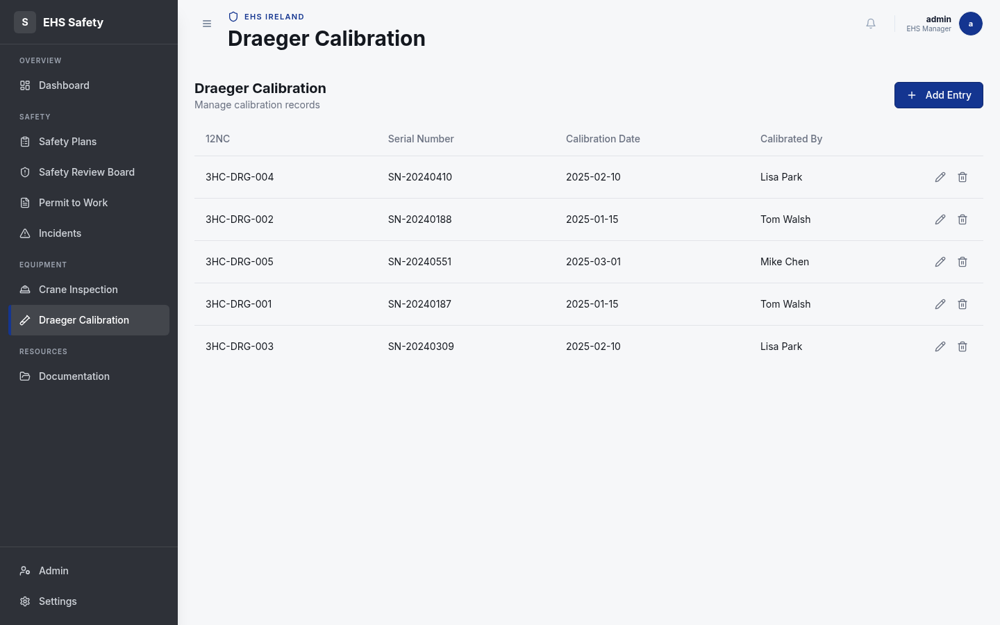 S
EHS Safety
OVERVIEW
Dashboard
SAFETY
Safety Plans
Safety Review Board
Permit to Work
Incidents
EQUIPMENT
Crane Inspection
Draeger Calibration
RESOURCES
Documentation
Admin
Settings
EHS IRELAND
Draeger Calibration
admin
EHS Manager
a
Draeger Calibration
Manage calibration records
Add Entry
12NC Serial Number Calibration Date Calibrated By
3HC-DRG-004 SN-20240410 2025-02-10 Lisa Park
3HC-DRG-002 SN-20240188 2025-01-15 Tom Walsh
3HC-DRG-005 SN-20240551 2025-03-01 Mike Chen
3HC-DRG-001 SN-20240187 2025-01-15 Tom Walsh
3HC-DRG-003 SN-20240309 2025-02-10 Lisa Park